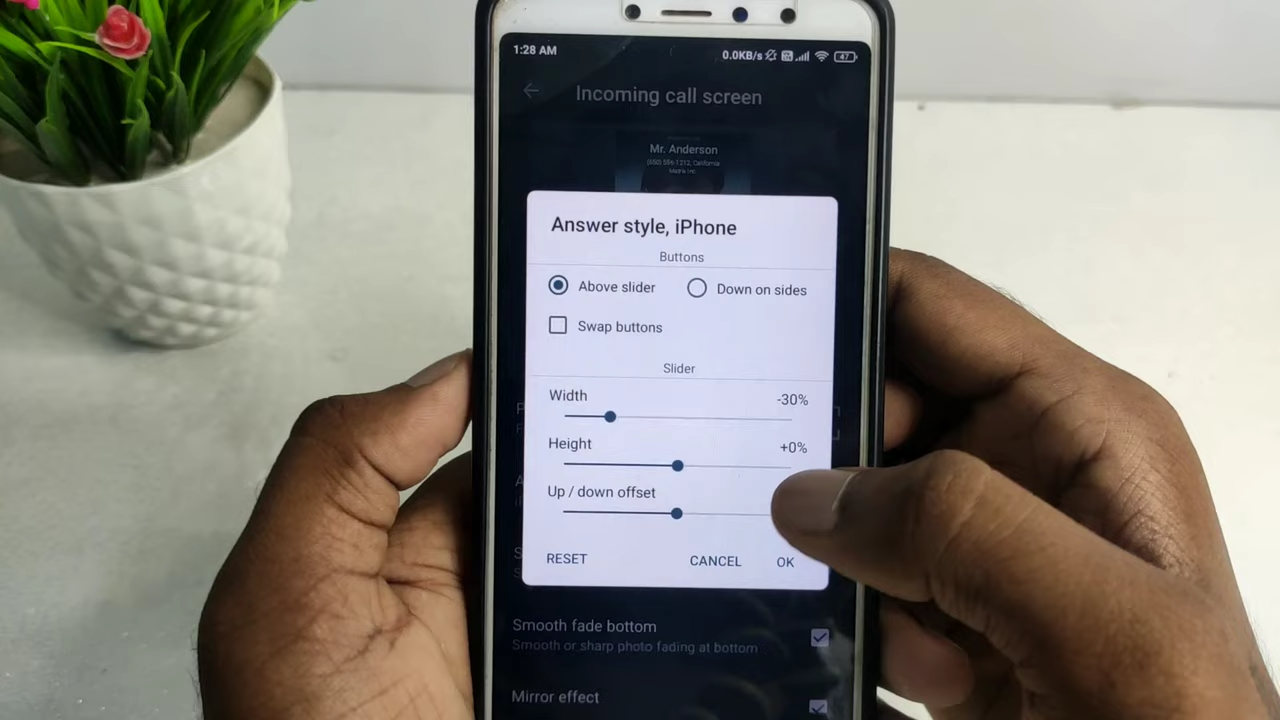 1:28 AM 0.0KB/s 47
Incoming call screen
Mr. Anderson
(650) 556-1212, California
Matrix Inc
Answer style, iPhone
Buttons
Above slider Down on sides
Swap buttons
Slider
Width -30%
Height +0%
Up / down offset
RESET CANCEL OK
Smooth fade bottom
Smooth or sharp photo fading at bottom
Mirror effect